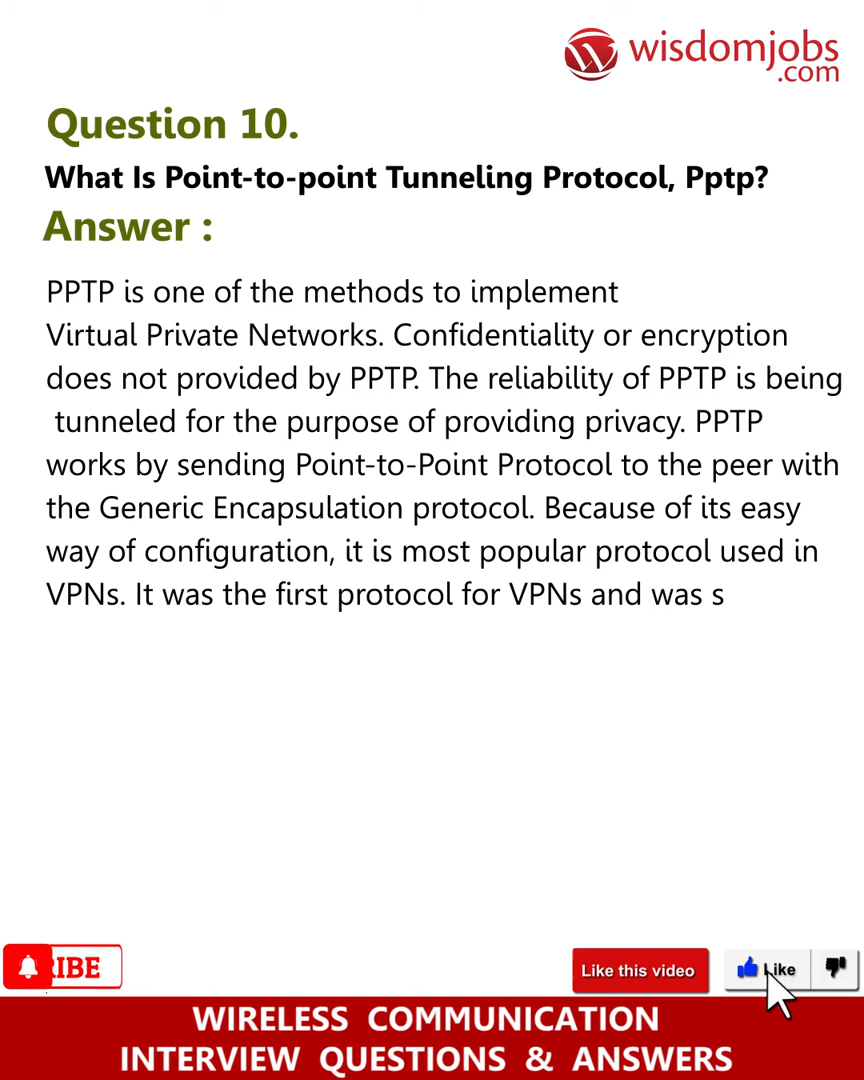 wisdomjobs
.com
Question 10.
What Is Point-to-point Tunneling Protocol, Pptp?
Answer :
PPTP is one of the methods to implement
Virtual Private Networks. Confidentiality or encryption
does not provided by PPTP. The reliability of PPTP is being
tunneled for the purpose of providing privacy. PPTP
works by sending Point-to-Point Protocol to the peer with
the Generic Encapsulation protocol. Because of its easy
way of configuration, it is most popular protocol used in
VPNs. It was the first protocol for VPNs and was s
RIBE
Like this video
Like
WIRELESS COMMUNICATION
INTERVIEW QUESTIONS & ANSWERS